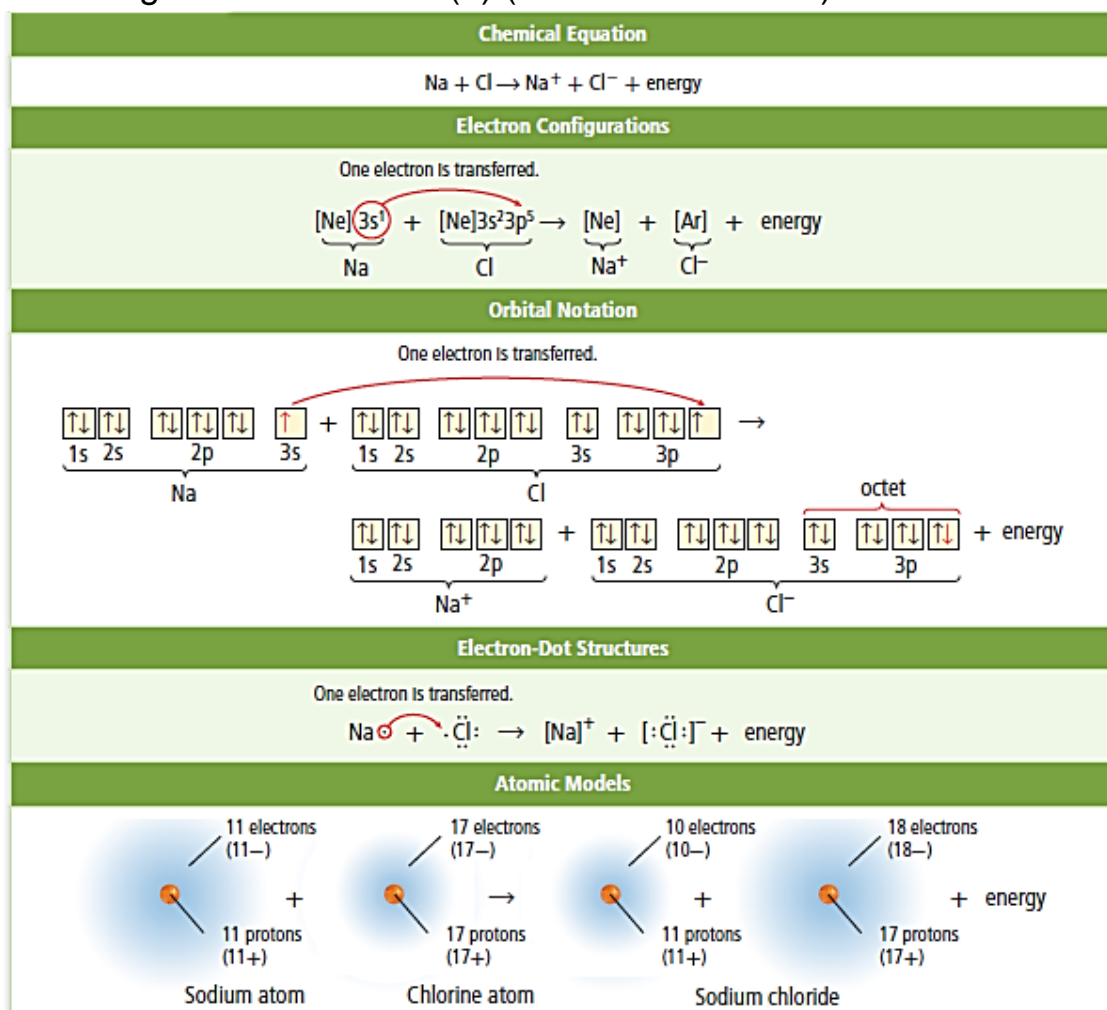 Chemical Equation
Na + Cl → Na⁺ + Cl⁻ + energy
Electron Configurations
One electron is transferred.
[Ne] 3s¹ + [Ne]3s²3p⁵ → [Ne] + [Ar] + energy
Na Cl Na⁺ Cl⁻
Orbital Notation
One electron is transferred.
↑↓ ↑↓ ↑↓ ↑↓ ↑↓ ↑ + ↑↓ ↑↓ ↑↓ ↑↓ ↑↓ ↑↓ ↑↓ ↑↓ ↑ →
1s 2s 2p 3s 1s 2s 2p 3s 3p
Na Cl
octet
↑↓ ↑↓ ↑↓ ↑↓ ↑↓ + ↑↓ ↑↓ ↑↓ ↑↓ ↑↓ ↑↓ ↑↓ ↑↓ ↑↓ + energy
1s 2s 2p 1s 2s 2p 3s 3p
Na⁺ Cl⁻
Electron-Dot Structures
One electron is transferred.
Na· + ·C̈l: → [Na]⁺ + [:C̈l:]⁻ + energy
Atomic Models
11 electrons 17 electrons 10 electrons 18 electrons
(11−) (17−) (10−) (18−)
+ → + + energy
11 protons 17 protons 11 protons 17 protons
(11+) (17+) (11+) (17+)
Sodium atom Chlorine atom Sodium chloride